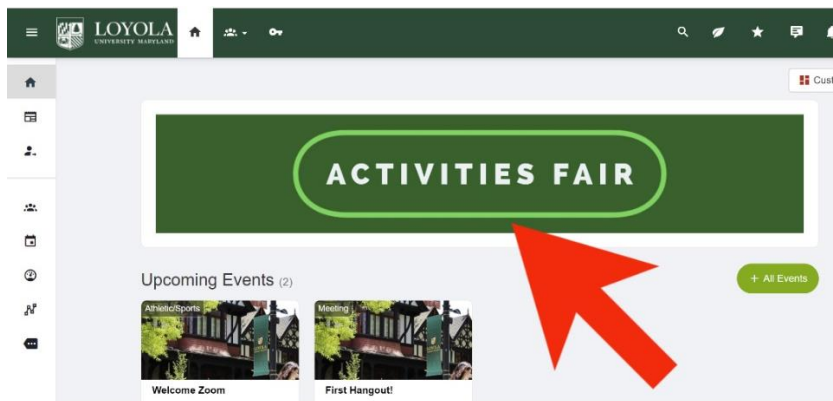 LOYOLA
UNIVERSITY MARYLAND
Cust
ACTIVITIES FAIR
Upcoming Events (2)
+ All Events
Athletic/Sports
Meeting
Welcome Zoom
First Hangout!